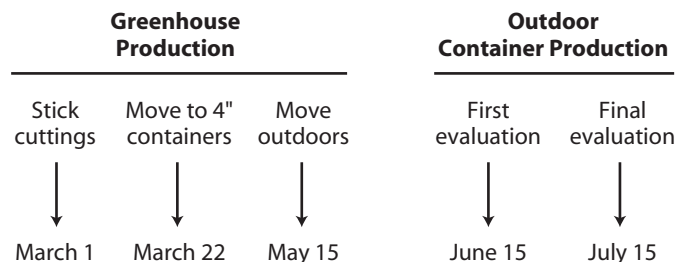 Greenhouse
Production
Outdoor
Container Production
Stick
cuttings
Move to 4"
containers
Move
outdoors
First
evaluation
Final
evaluation
March 1
March 22
May 15
June 15
July 15